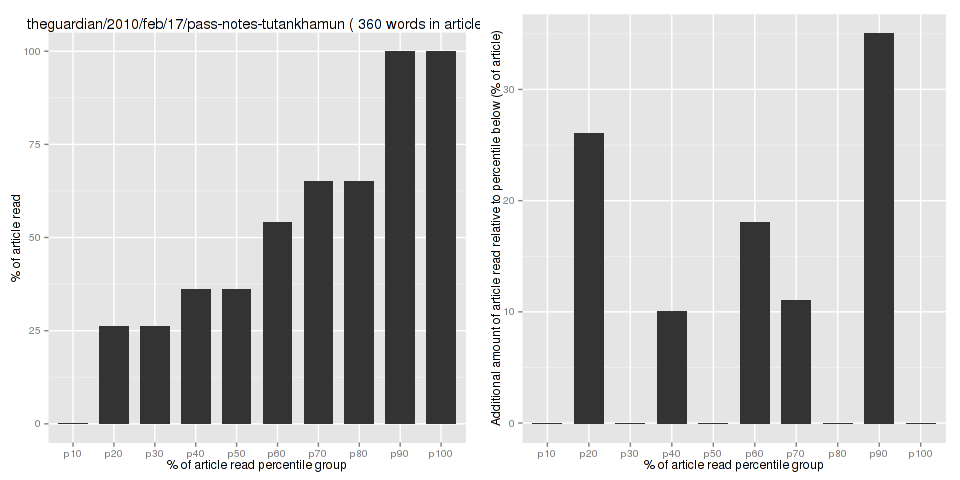 theguardian/2010/feb/17/pass-notes-tutankhamun ( 360 words in article
% of article read
100
75
50
25
0
p10 p20 p30 p40 p50 p60 p70 p80 p90 p100
% of article read percentile group
Additional amount of article read relative to percentile below (% of article)
30
20
10
0
p10 p20 p30 p40 p50 p60 p70 p80 p90 p100
% of article read percentile group